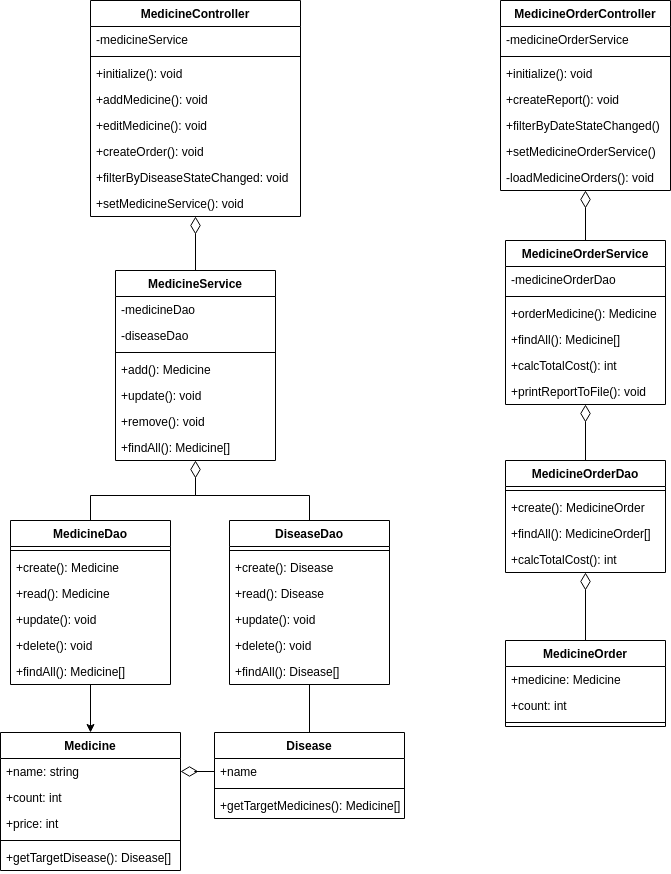 MedicineController
-medicineService
+initialize(): void
+addMedicine(): void
+editMedicine(): void
+createOrder(): void
+filterByDiseaseStateChanged: void
+setMedicineService(): void
MedicineService
-medicineDao
-diseaseDao
+add(): Medicine
+update(): void
+remove(): void
+findAll(): Medicine[]
MedicineDao
+create(): Medicine
+read(): Medicine
+update(): void
+delete(): void
+findAll(): Medicine[]
DiseaseDao
+create(): Disease
+read(): Disease
+update(): void
+delete(): void
+findAll(): Disease[]
Medicine
+name: string
+count: int
+price: int
+getTargetDisease(): Disease[]
Disease
+name
+getTargetMedicines(): Medicine[]
MedicineOrderController
-medicineOrderService
+initialize(): void
+createReport(): void
+filterByDateStateChanged()
+setMedicineOrderService()
-loadMedicineOrders(): void
MedicineOrderService
-medicineOrderDao
+orderMedicine(): Medicine
+findAll(): Medicine[]
+calcTotalCost(): int
+printReportToFile(): void
MedicineOrderDao
+create(): MedicineOrder
+findAll(): MedicineOrder[]
+calcTotalCost(): int
MedicineOrder
+medicine: Medicine
+count: int